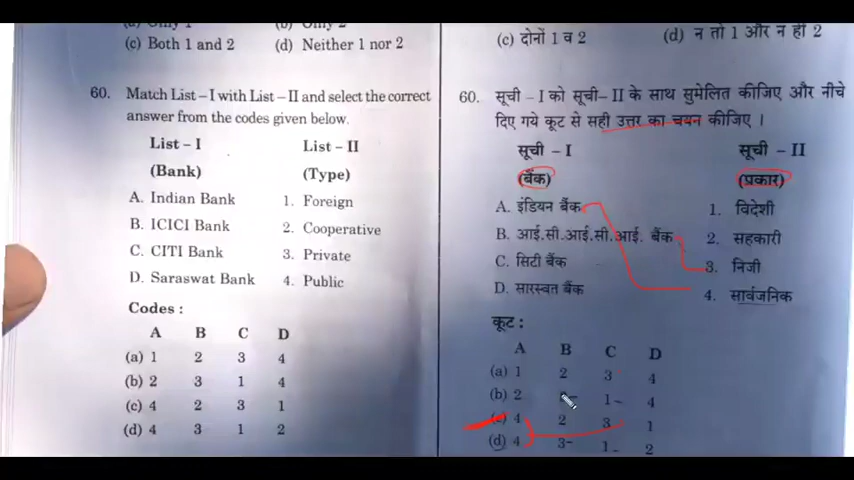 (a) Only 1 (b) Only 2
(c) Both 1 and 2 (d) Neither 1 nor 2
60. Match List – I with List – II and select the correct
answer from the codes given below.
List – I List – II
(Bank) (Type)
A. Indian Bank 1. Foreign
B. ICICI Bank 2. Cooperative
C. CITI Bank 3. Private
D. Saraswat Bank 4. Public
Codes :
A B C D
(a) 1 2 3 4
(b) 2 3 1 4
(c) 4 2 3 1
(d) 4 3 1 2
(c) दोनों 1 व 2 (d) न तो 1 और न ही 2
60. सूची – I को सूची – II के साथ सुमेलित कीजिए और नीचे
दिए गये कूट से सही उत्तर का चयन कीजिए ।
सूची – I सूची – II
(बैंक) (प्रकार)
A. इंडियन बैंक 1. विदेशी
B. आई.सी.आई.सी.आई. बैंक 2. सहकारी
C. सिटी बैंक 3. निजी
D. सारस्वत बैंक 4. सार्वजनिक
कूट :
A B C D
(a) 1 2 3 4
(b) 2 1 4
(c) 4 2 3 1
(d) 4 3 1 2